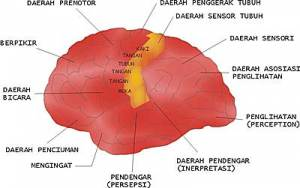 DAERAH PENGGERAK TUBUH
DAERAH PREMOTOR
DAERAH SENSOR TUBUH
BERPIKIR
DAERAH SENSORI
KAKI
TANGAN
TUBUH
TANGAN
TANGAN
MUKA
DAERAH ASOSIASI
PENGLIHATAN
DAERAH
BICARA
PENGLIHATAN
(PERCEPTION)
DAERAH PENCIUMAN
MENGINGAT
DAERAH
PENDENGAR
(INERPRETASI)
PENDENGAR
(PERSEPSI)